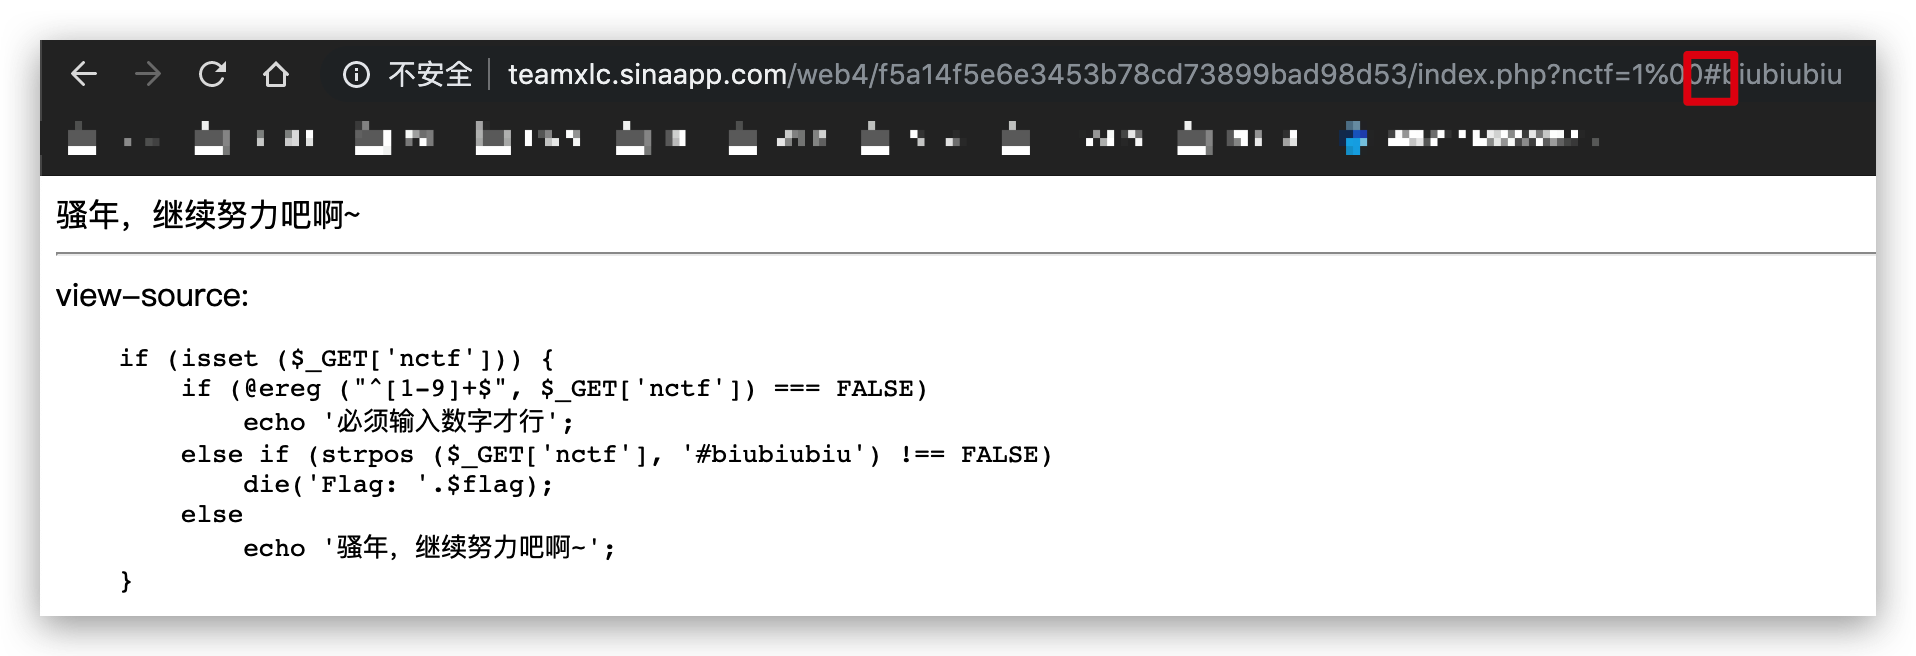 不安全 teamxlc.sinaapp.com/web4/f5a14f5e6e3453b78cd73899bad98d53/index.php?nctf=1%00#biubiubiu
骚年，继续努力吧啊~
view-source:
if (isset ($_GET['nctf'])) {
if (@ereg ("^[1-9]+$", $_GET['nctf']) === FALSE)
echo '必须输入数字才行';
else if (strpos ($_GET['nctf'], '#biubiubiu') !== FALSE)
die('Flag: '.$flag);
else
echo '骚年，继续努力吧啊~';
}